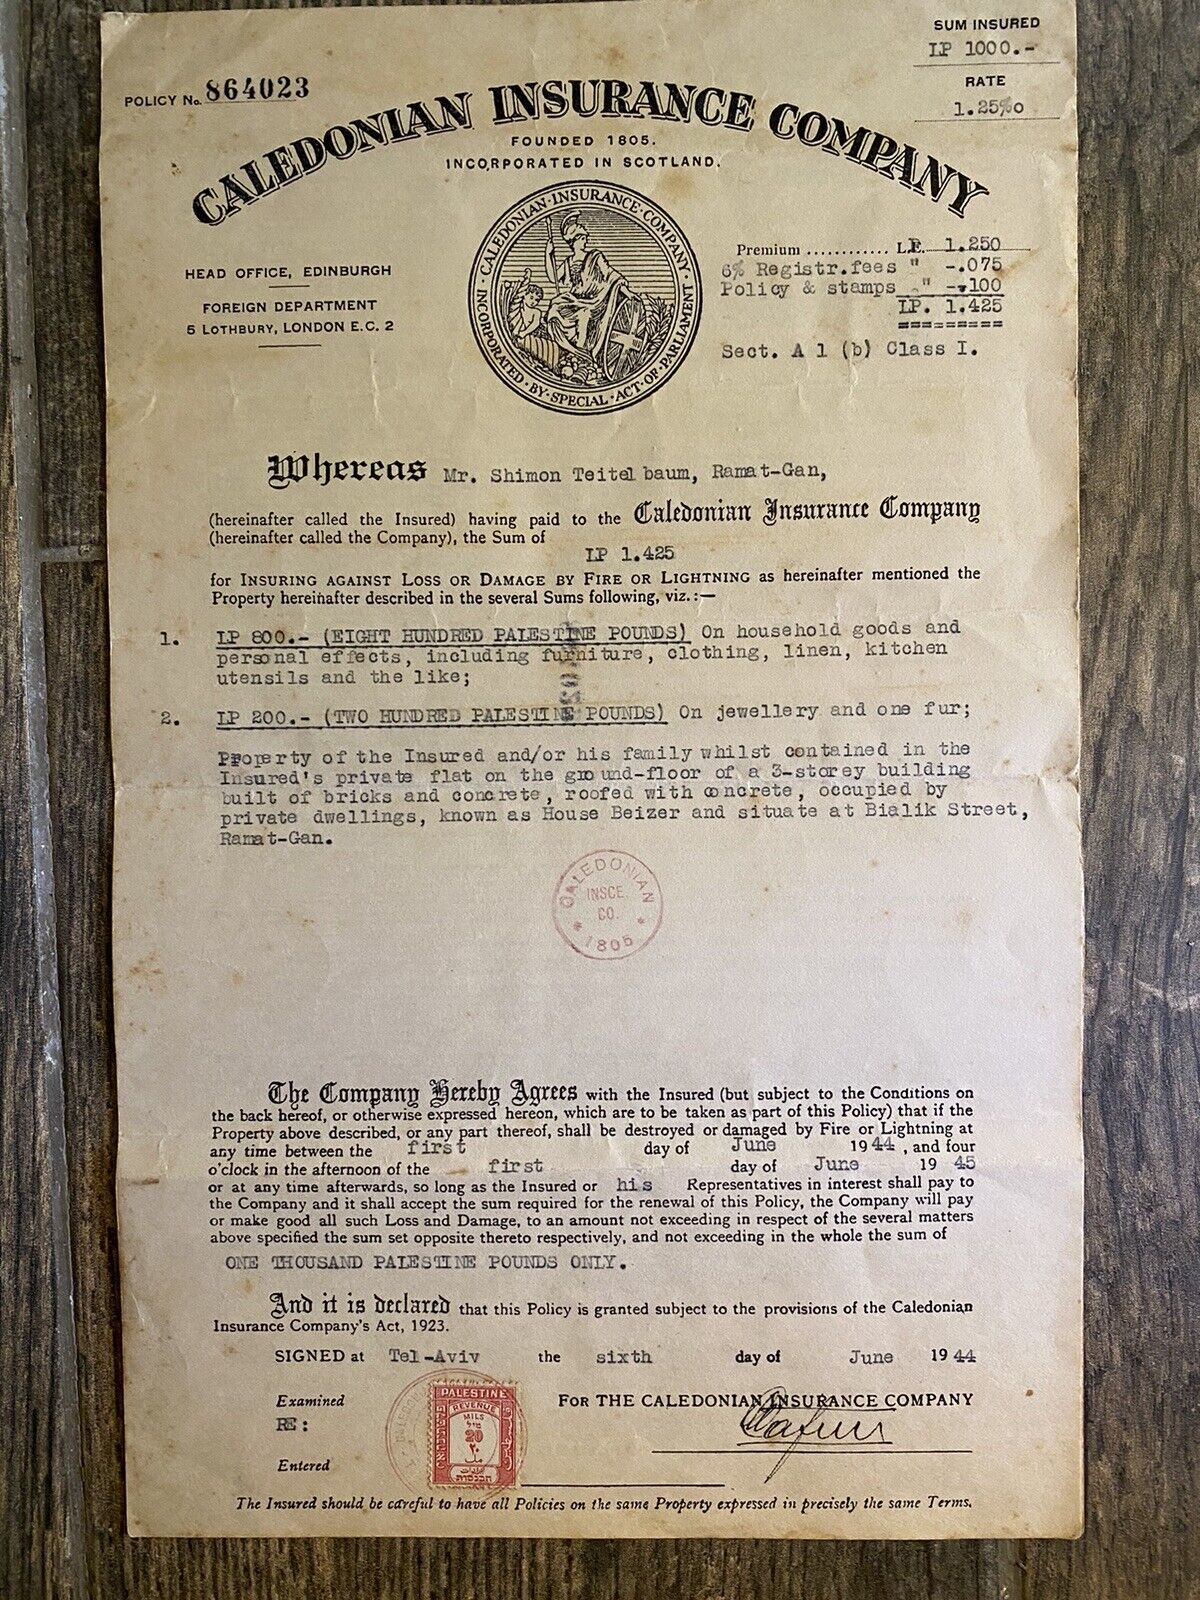 SUM INSURED
LP 1000.-
POLICY No. 864023
RATE
1.25‰
CALEDONIAN INSURANCE COMPANY
FOUNDED 1805.
INCORPORATED IN SCOTLAND.
CALEDONIAN·INSURANCE·COMPANY·
INCORPORATED·BY·SPECIAL·ACT·OF·PARLIAMENT
HEAD OFFICE, EDINBURGH
FOREIGN DEPARTMENT
5 LOTHBURY, LONDON E.C. 2
Premium ............ LP. 1.250
6% Registr.fees " -.075
Policy & stamps " -.100
LP. 1.425
==========
Sect. A 1 (b) Class I.
Whereas Mr. Shimon Teitelbaum, Ramat-Gan,
(hereinafter called the Insured) having paid to the Caledonian Insurance Company
(hereinafter called the Company), the Sum of
LP 1.425
for INSURING AGAINST LOSS OR DAMAGE BY FIRE OR LIGHTNING as hereinafter mentioned the
Property hereinafter described in the several Sums following, viz.:—
1. LP 800.- (EIGHT HUNDRED PALESTINE POUNDS) On household goods and
personal effects, including furniture, clothing, linen, kitchen
utensils and the like;
2. LP 200.- (TWO HUNDRED PALESTINE POUNDS) On jewellery and one fur;
Property of the Insured and/or his family whilst contained in the
Insured's private flat on the ground-floor of a 3-storey building
built of bricks and concrete, roofed with concrete, occupied by
private dwellings, known as House Beizer and situate at Bialik Street,
Ramat-Gan.
CALEDONIAN
INSCE.
CO.
* 1805 *
The Company Hereby Agrees with the Insured (but subject to the Conditions on
the back hereof, or otherwise expressed hereon, which are to be taken as part of this Policy) that if the
Property above described, or any part thereof, shall be destroyed or damaged by Fire or Lightning at
any time between the first day of June 1944, and four
o'clock in the afternoon of the first day of June 1945
or at any time afterwards, so long as the Insured or his Representatives in interest shall pay to
the Company and it shall accept the sum required for the renewal of this Policy, the Company will pay
or make good all such Loss and Damage, to an amount not exceeding in respect of the several matters
above specified the sum set opposite thereto respectively, and not exceeding in the whole the sum of
ONE THOUSAND PALESTINE POUNDS ONLY.
And it is declared that this Policy is granted subject to the provisions of the Caledonian
Insurance Company's Act, 1923.
SIGNED at Tel-Aviv the sixth day of June 1944
Examined
RE:
FOR THE CALEDONIAN INSURANCE COMPANY
PALESTINE
REVENUE
MILS
מיל
20
٢٠
הכנסה
Entered
The Insured should be careful to have all Policies on the same Property expressed in precisely the same Terms.